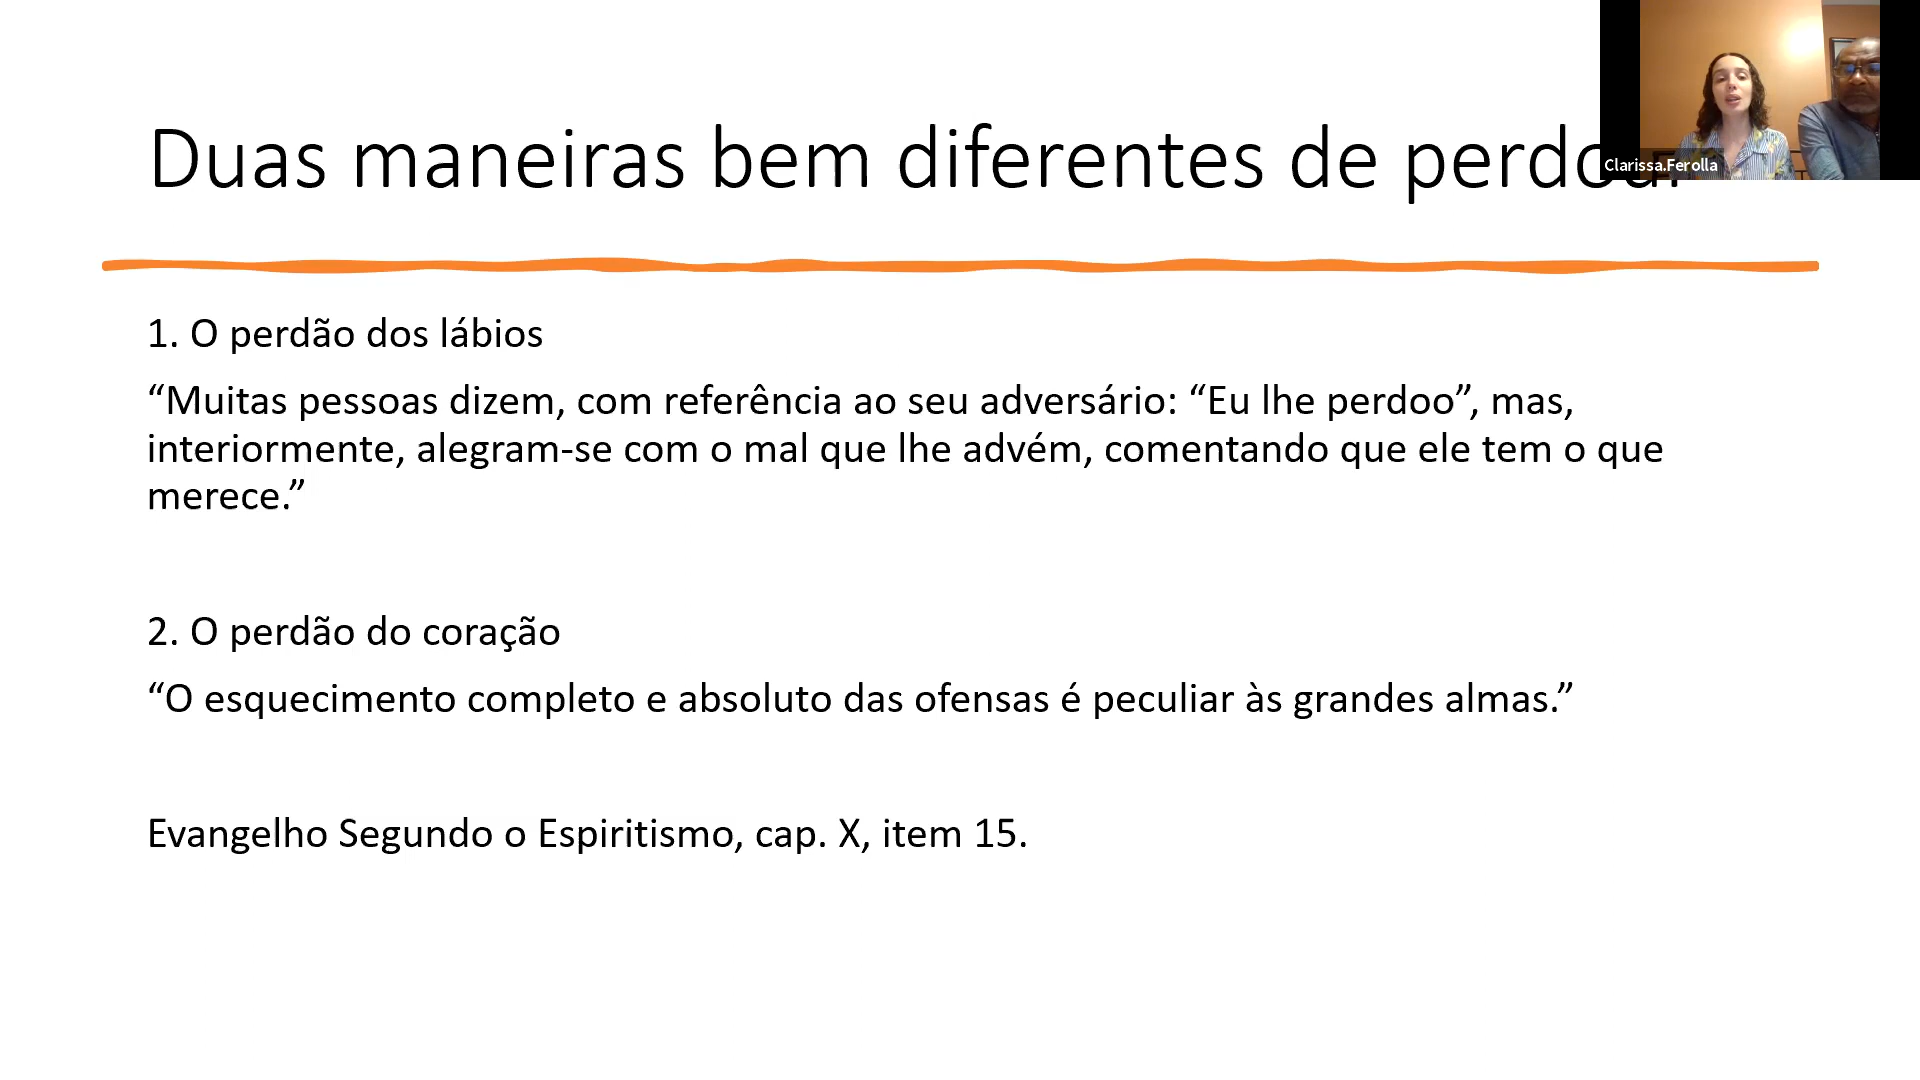 Duas maneiras bem diferentes de
Clarissa.Ferolla
1. O perdão dos lábios
“Muitas pessoas dizem, com referência ao seu adversário: “Eu lhe perdoo”, mas,
interiormente, alegram-se com o mal que lhe advém, comentando que ele tem o que
merece.”
2. O perdão do coração
“O esquecimento completo e absoluto das ofensas é peculiar às grandes almas.”
Evangelho Segundo o Espiritismo, cap. X, item 15.